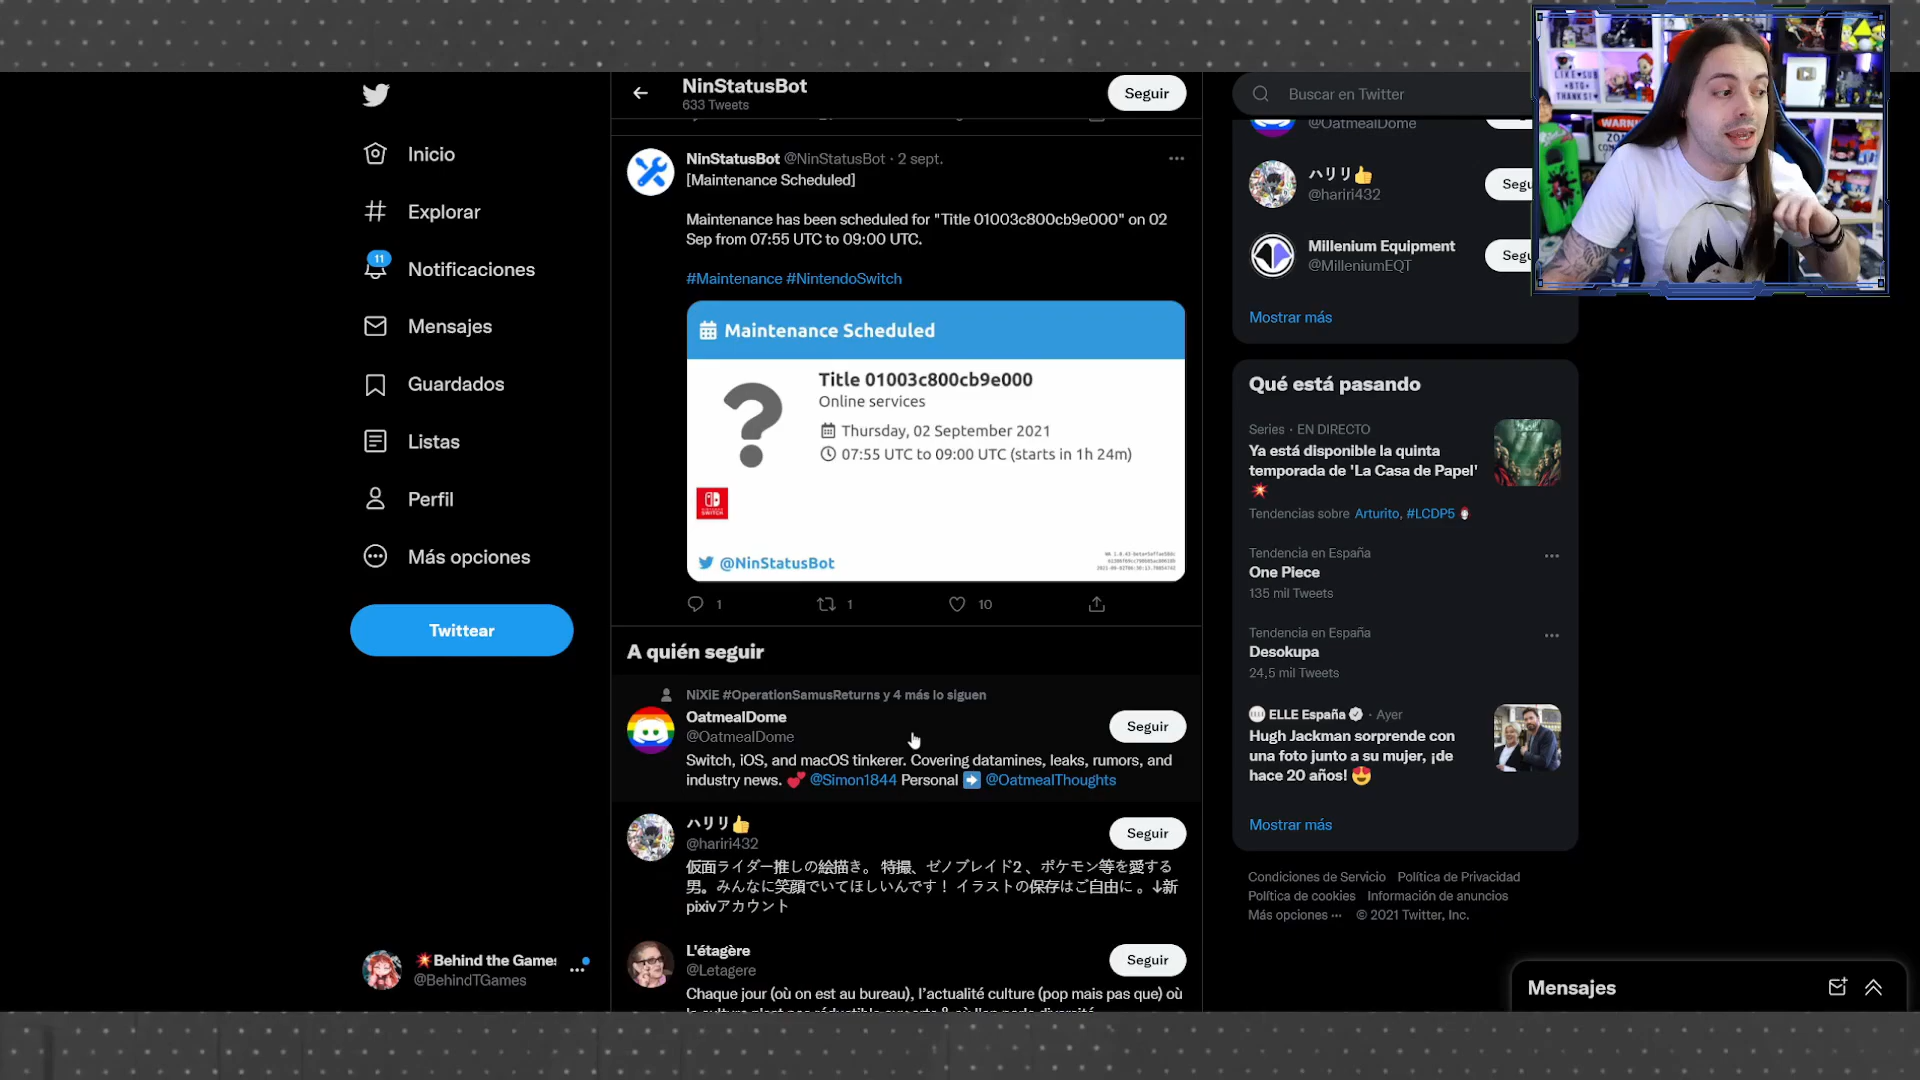 Inicio
Explorar
11
Notificaciones
Mensajes
Guardados
Listas
Perfil
Más opciones
Twittear
💥Behind the Games
@BehindTGames
NinStatusBot
633 Tweets
Seguir
NinStatusBot @NinStatusBot · 2 sept.
[Maintenance Scheduled]
Maintenance has been scheduled for "Title 01003c800cb9e000" on 02
Sep from 07:55 UTC to 09:00 UTC.
#Maintenance #NintendoSwitch
Maintenance Scheduled
Title 01003c800cb9e000
Online services
Thursday, 02 September 2021
07:55 UTC to 09:00 UTC (starts in 1h 24m)
@NinStatusBot
1
1
10
A quién seguir
NiXiE #OperationSamusReturns y 4 más lo siguen
OatmealDome
@OatmealDome
Seguir
Switch, iOS, and macOS tinkerer. Covering datamines, leaks, rumors, and
industry news. 💕 @Simon1844 Personal ➡️ @OatmealThoughts
ハリリ👍
@hariri432
Seguir
仮面ライダー推しの絵描き。 特撮、ゼノブレイド2 、ポケモン等を愛する
男。みんなに笑顔でいてほしいんです！ イラストの保存はご自由に 。↓新
pixivアカウント
L'étagère
@Letagere
Seguir
Chaque jour (où on est au bureau), l'actualité culture (pop mais pas que) où
Buscar en Twitter
@OatmealDome
ハリリ👍
@hariri432
Segu
Millenium Equipment
@MilleniumEQT
Segu
Mostrar más
Qué está pasando
Series · EN DIRECTO
Ya está disponible la quinta
temporada de 'La Casa de Papel'
💥
Tendencias sobre Arturito, #LCDP5
Tendencia en España
One Piece
135 mil Tweets
Tendencia en España
Desokupa
24,5 mil Tweets
ELLE España · Ayer
Hugh Jackman sorprende con
una foto junto a su mujer, ¡de
hace 20 años! 😍
Mostrar más
Condiciones de Servicio Política de Privacidad
Política de cookies Información de anuncios
Más opciones ··· © 2021 Twitter, Inc.
Mensajes
LIKE♥SUB
BTG
THANKS!